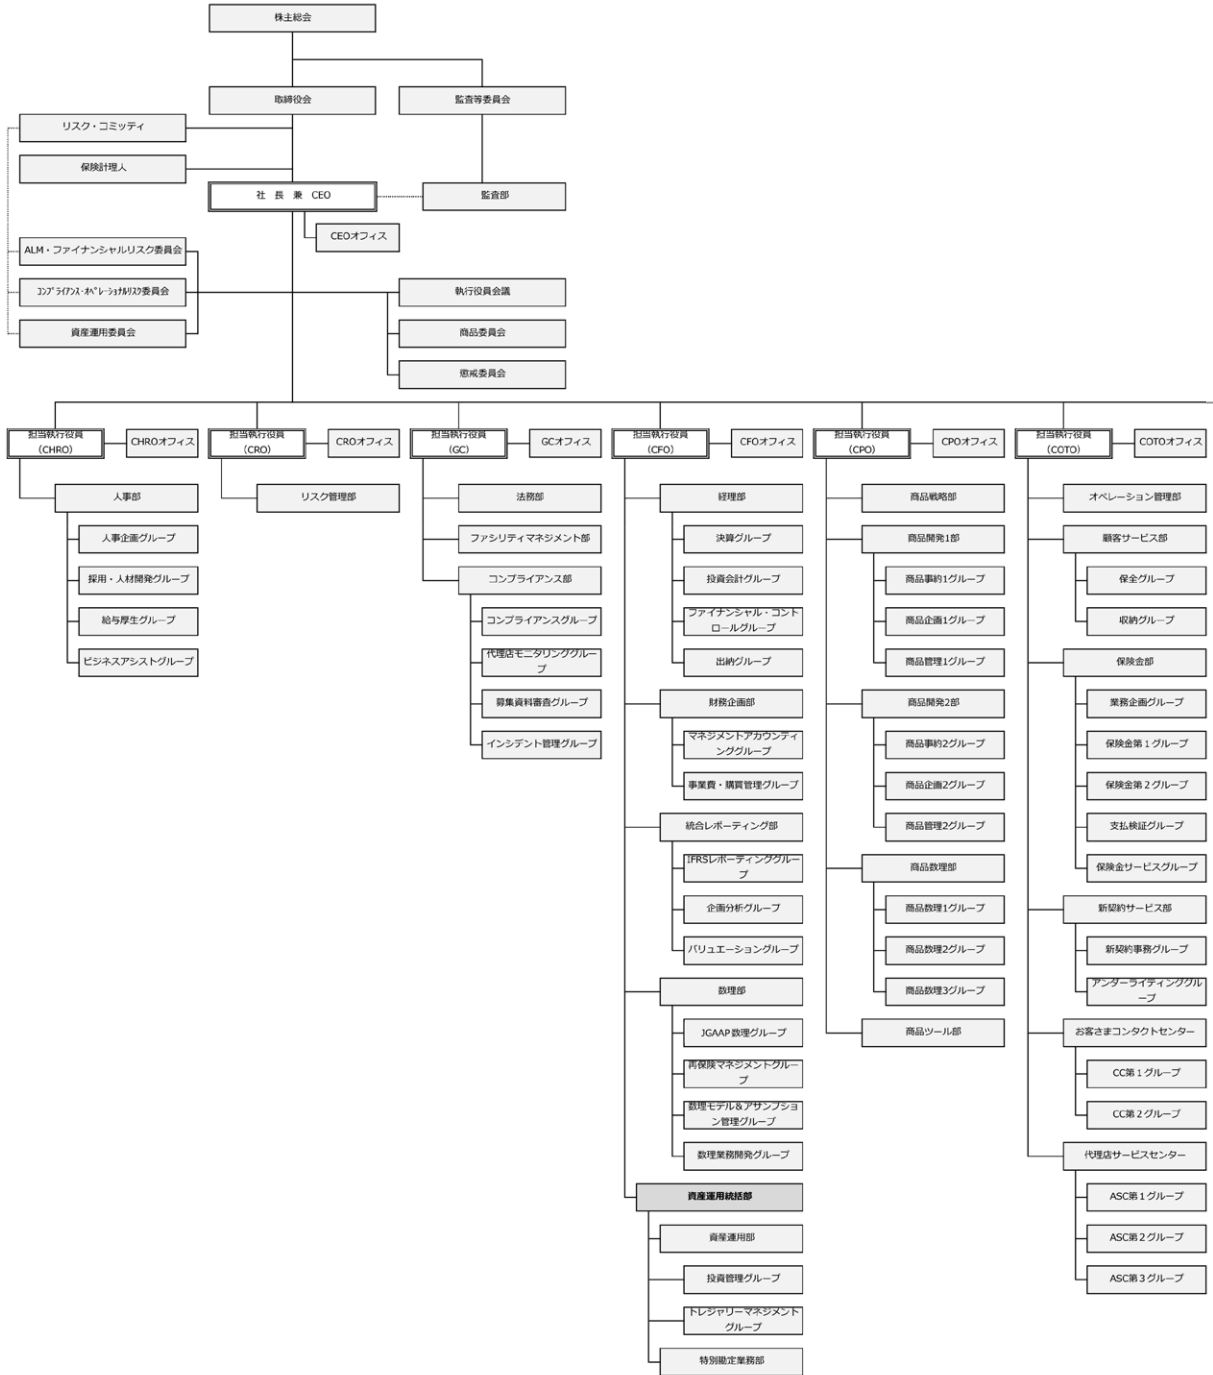 株主総会
取締役会
監査等委員会
リスク・コミッティ
保険計理人
社 長 兼 CEO
監査部
CEOオフィス
ALM・ファイナンシャルリスク委員会
ｺﾝﾌﾟﾗｲｱﾝｽ・ｵﾍﾟﾚｰｼｮﾅﾙﾘｽｸ委員会
執行役員会議
資産運用委員会
商品委員会
懲戒委員会
担当執行役員
(CHRO)
CHROオフィス
人事部
人事企画グループ
採用・人材開発グループ
給与厚生グループ
ビジネスアシストグループ
担当執行役員
(CRO)
CROオフィス
リスク管理部
担当執行役員
(GC)
GCオフィス
法務部
ファシリティマネジメント部
コンプライアンス部
コンプライアンスグループ
代理店モニタリンググルー
プ
募集資料審査グループ
インシデント管理グループ
担当執行役員
(CFO)
CFOオフィス
経理部
決算グループ
投資会計グループ
ファイナンシャル・コント
ロールグループ
出納グループ
財務企画部
マネジメントアカウンティ
ンググループ
事業費・購買管理グループ
統合レポーティング部
IFRSレポーティンググルー
プ
企画分析グループ
バリュエーショングループ
数理部
JGAAP数理グループ
再保険マネジメントグルー
プ
数理モデル＆アサンプショ
ン管理グループ
数理業務開発グループ
資産運用統括部
資産運用部
投資管理グループ
トレジャリーマネジメント
グループ
特別勘定業務部
担当執行役員
(CPO)
CPOオフィス
商品戦略部
商品開発1部
商品事約1グループ
商品企画1グループ
商品管理1グループ
商品開発2部
商品事約2グループ
商品企画2グループ
商品管理2グループ
商品数理部
商品数理1グループ
商品数理2グループ
商品数理3グループ
商品ツール部
担当執行役員
(COTO)
COTOオフィス
オペレーション管理部
顧客サービス部
保全グループ
収納グループ
保険金部
業務企画グループ
保険金第１グループ
保険金第２グループ
支払検証グループ
保険金サービスグループ
新契約サービス部
新契約事務グループ
アンダーライティンググルー
プ
お客さまコンタクトセンター
CC第１グループ
CC第２グループ
代理店サービスセンター
ASC第１グループ
ASC第２グループ
ASC第３グループ